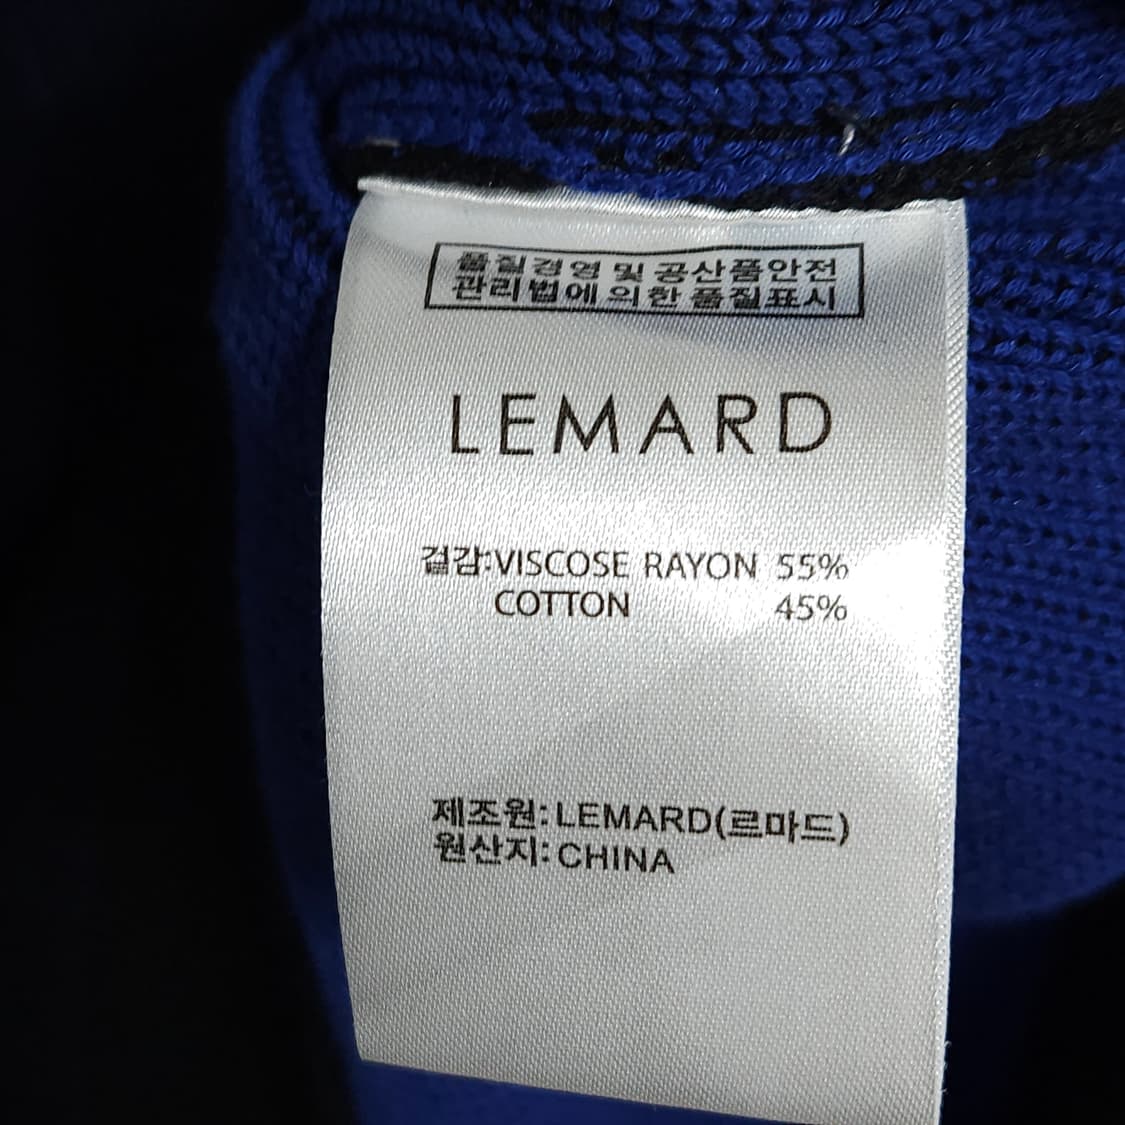 품질경영 및 공산품안전
관리법에 의한 품질표시
LEMARD
겉감:VISCOSE RAYON 55%
COTTON 45%
제조원:LEMARD(르마드)
원산지:CHINA